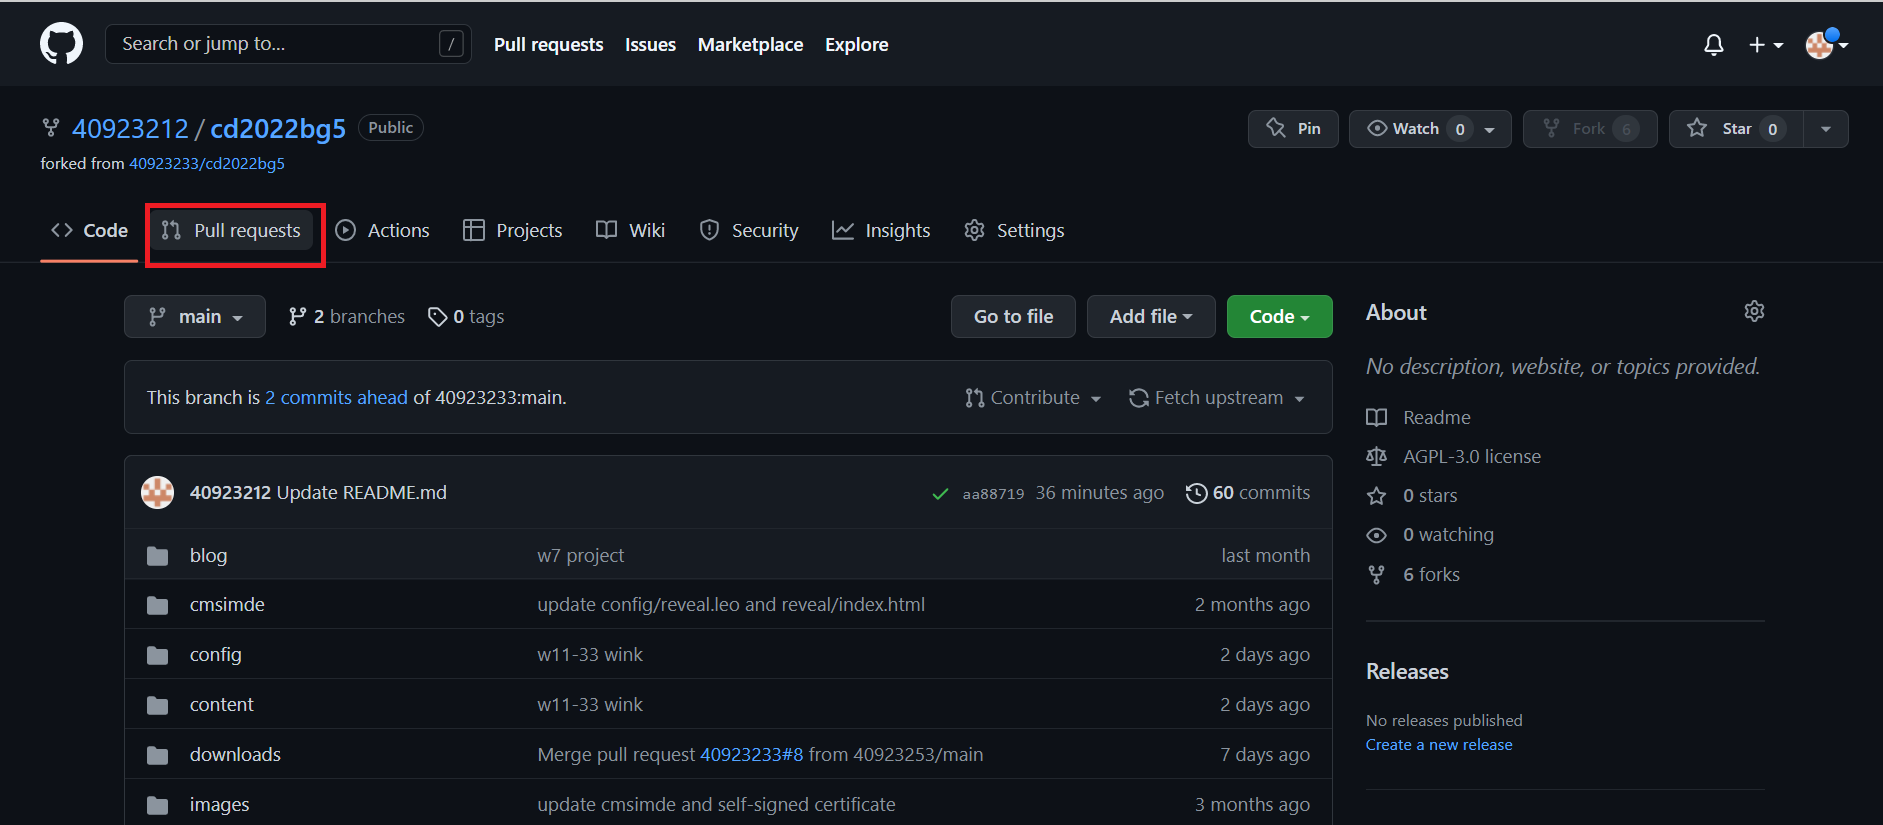 Search or jump to... /
Pull requests Issues Marketplace Explore
40923212 / cd2022bg5 Public
Pin Watch 0 Fork 6 Star 0
forked from 40923233/cd2022bg5
Code Pull requests Actions Projects Wiki Security Insights Settings
main 2 branches 0 tags Go to file Add file Code
This branch is 2 commits ahead of 40923233:main. Contribute Fetch upstream
40923212 Update README.md aa88719 36 minutes ago 60 commits
blog w7 project last month
cmsimde update config/reveal.leo and reveal/index.html 2 months ago
config w11-33 wink 2 days ago
content w11-33 wink 2 days ago
downloads Merge pull request 40923233#8 from 40923253/main 7 days ago
images update cmsimde and self-signed certificate 3 months ago
About
No description, website, or topics provided.
Readme
AGPL-3.0 license
0 stars
0 watching
6 forks
Releases
No releases published
Create a new release